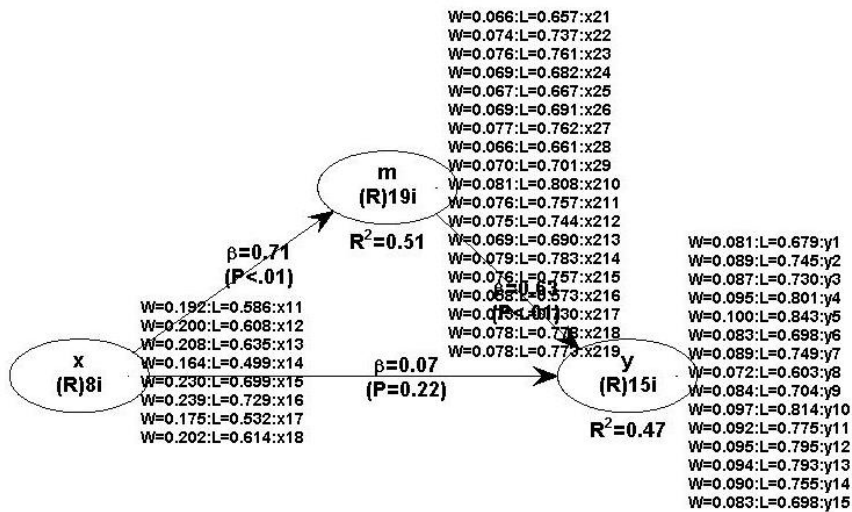 W=0.066:L=0.657:x21
W=0.074:L=0.737:x22
W=0.076:L=0.761:x23
W=0.069:L=0.682:x24
W=0.067:L=0.667:x25
W=0.069:L=0.691:x26
W=0.077:L=0.762:x27
W=0.066:L=0.661:x28
W=0.070:L=0.701:x29
W=0.081:L=0.808:x210
W=0.076:L=0.757:x211
W=0.075:L=0.744:x212
W=0.069:L=0.690:x213
W=0.079:L=0.783:x214
W=0.076:L=0.757:x215
W=0.058:L=0.573:x216
x217
W=0.078:L=0.778:x218
W=0.078:L=0.773:x219
m
(R)19i
R²=0.51
β=0.71
(P<.01)
β=0.63
(P<.01)
W=0.192:L=0.586:x11
W=0.200:L=0.608:x12
W=0.208:L=0.635:x13
W=0.164:L=0.499:x14
W=0.230:L=0.699:x15
W=0.239:L=0.729:x16
W=0.175:L=0.532:x17
W=0.202:L=0.614:x18
x
(R)8i
β=0.07
(P=0.22)
y
(R)15i
R²=0.47
W=0.081:L=0.679:y1
W=0.089:L=0.745:y2
W=0.087:L=0.730:y3
W=0.095:L=0.801:y4
W=0.100:L=0.843:y5
W=0.083:L=0.698:y6
W=0.089:L=0.749:y7
W=0.072:L=0.603:y8
W=0.084:L=0.704:y9
W=0.097:L=0.814:y10
W=0.092:L=0.775:y11
W=0.095:L=0.795:y12
W=0.094:L=0.793:y13
W=0.090:L=0.755:y14
W=0.083:L=0.698:y15